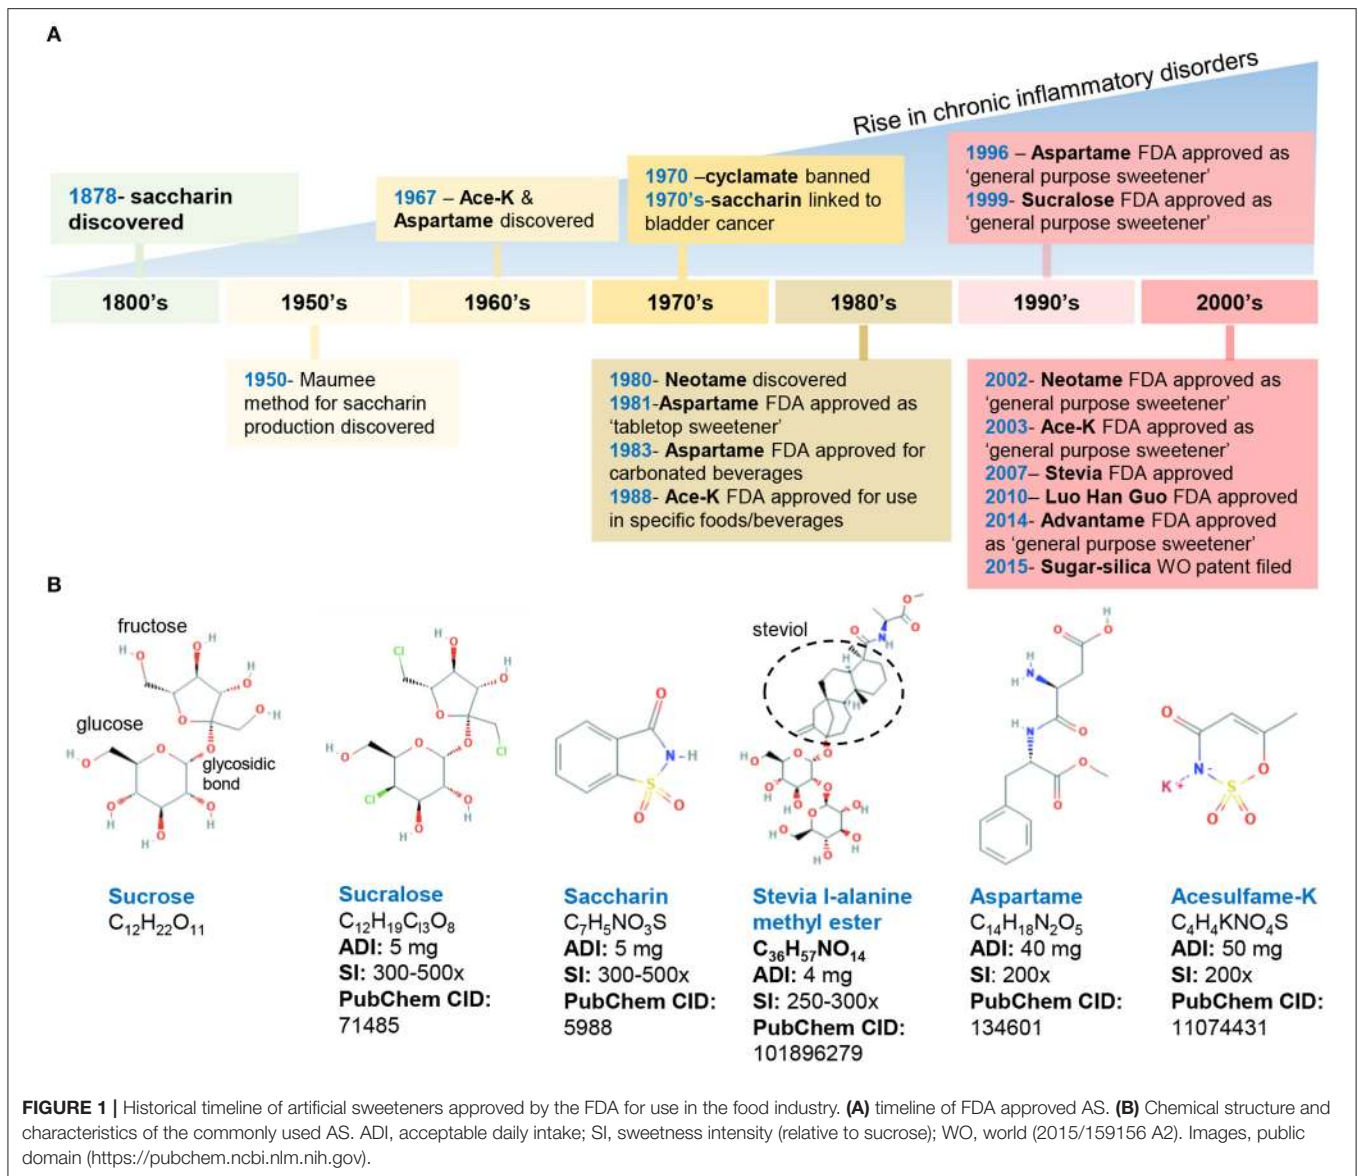 A
Rise in chronic inflammatory disorders
1878- saccharin
discovered
1967 – Ace-K &
Aspartame discovered
1970 –cyclamate banned
1970's-saccharin linked to
bladder cancer
1996 – Aspartame FDA approved as
'general purpose sweetener'
1999- Sucralose FDA approved as
'general purpose sweetener'
1800's
1950's
1960's
1970's
1980's
1990's
2000's
1950- Maumee
method for saccharin
production discovered
1980- Neotame discovered
1981-Aspartame FDA approved as
'tabletop sweetener'
1983- Aspartame FDA approved for
carbonated beverages
1988- Ace-K FDA approved for use
in specific foods/beverages
2002- Neotame FDA approved as
'general purpose sweetener'
2003- Ace-K FDA approved as
'general purpose sweetener'
2007– Stevia FDA approved
2010– Luo Han Guo FDA approved
2014- Advantame FDA approved
as 'general purpose sweetener'
2015- Sugar-silica WO patent filed
B
fructose
glucose
glycosidic
bond
steviol
Sucrose
C12H22O11
Sucralose
C12H19Cl3O8
ADI: 5 mg
SI: 300-500x
PubChem CID:
71485
Saccharin
C7H5NO3S
ADI: 5 mg
SI: 300-500x
PubChem CID:
5988
Stevia l-alanine
methyl ester
C36H57NO14
ADI: 4 mg
SI: 250-300x
PubChem CID:
101896279
Aspartame
C14H18N2O5
ADI: 40 mg
SI: 200x
PubChem CID:
134601
Acesulfame-K
C4H4KNO4S
ADI: 50 mg
SI: 200x
PubChem CID:
11074431
FIGURE 1 | Historical timeline of artificial sweeteners approved by the FDA for use in the food industry. (A) timeline of FDA approved AS. (B) Chemical structure and
characteristics of the commonly used AS. ADI, acceptable daily intake; SI, sweetness intensity (relative to sucrose); WO, world (2015/159156 A2). Images, public
domain (https://pubchem.ncbi.nlm.nih.gov).